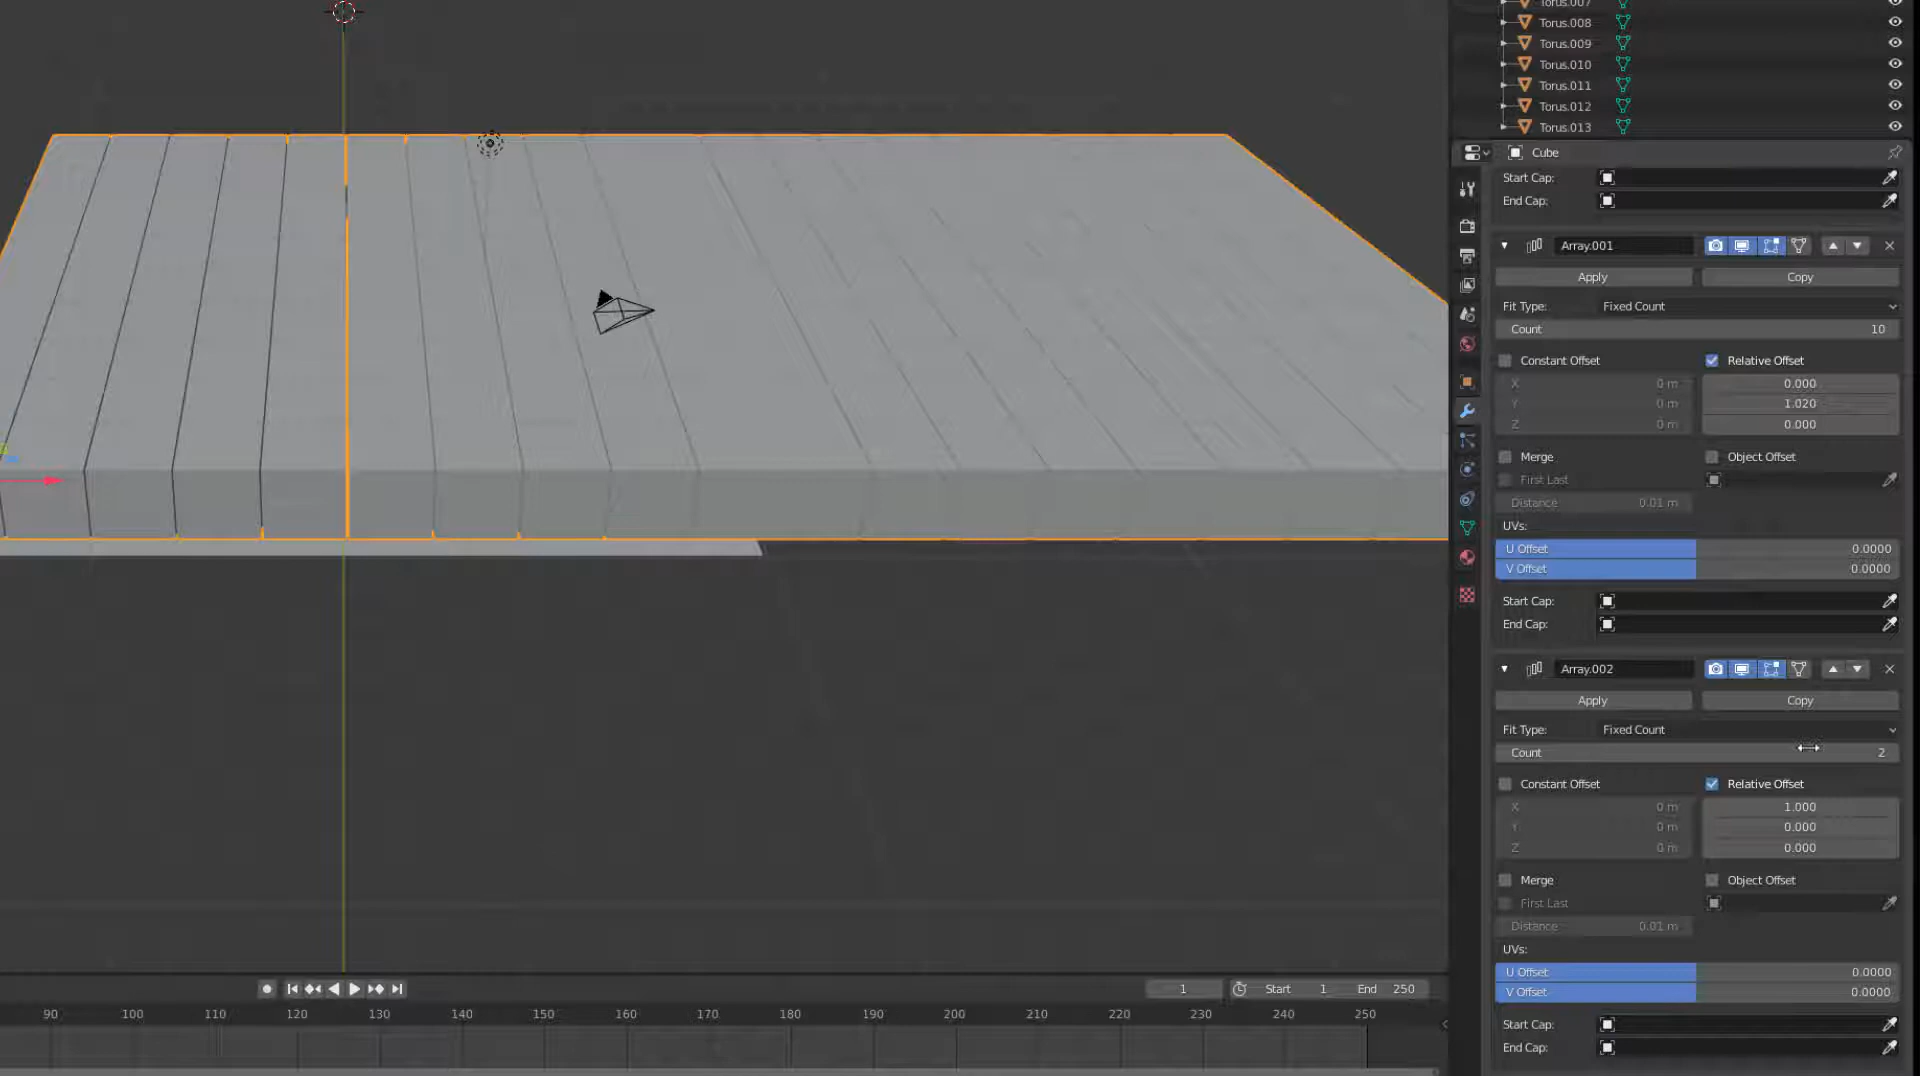 Torus.007
Torus.008
Torus.009
Torus.010
Torus.011
Torus.012
Torus.013
Cube
Start Cap:
End Cap:
Array.001
Apply Copy
Fit Type: Fixed Count
Count 10
Constant Offset Relative Offset
X 0 m 0.000
Y 0 m 1.020
Z 0 m 0.000
Merge Object Offset
First Last
Distance 0.01 m
UVs:
U Offset 0.0000
V Offset 0.0000
Start Cap:
End Cap:
Array.002
Apply Copy
Fit Type: Fixed Count
Count 2
Constant Offset Relative Offset
X 0 m 1.000
Y 0 m 0.000
Z 0 m 0.000
Merge Object Offset
First Last
Distance 0.01 m
UVs:
U Offset 0.0000
V Offset 0.0000
Start Cap:
End Cap:
1 Start 1 End 250
90 100 110 120 130 140 150 160 170 180 190 200 210 220 230 240 250